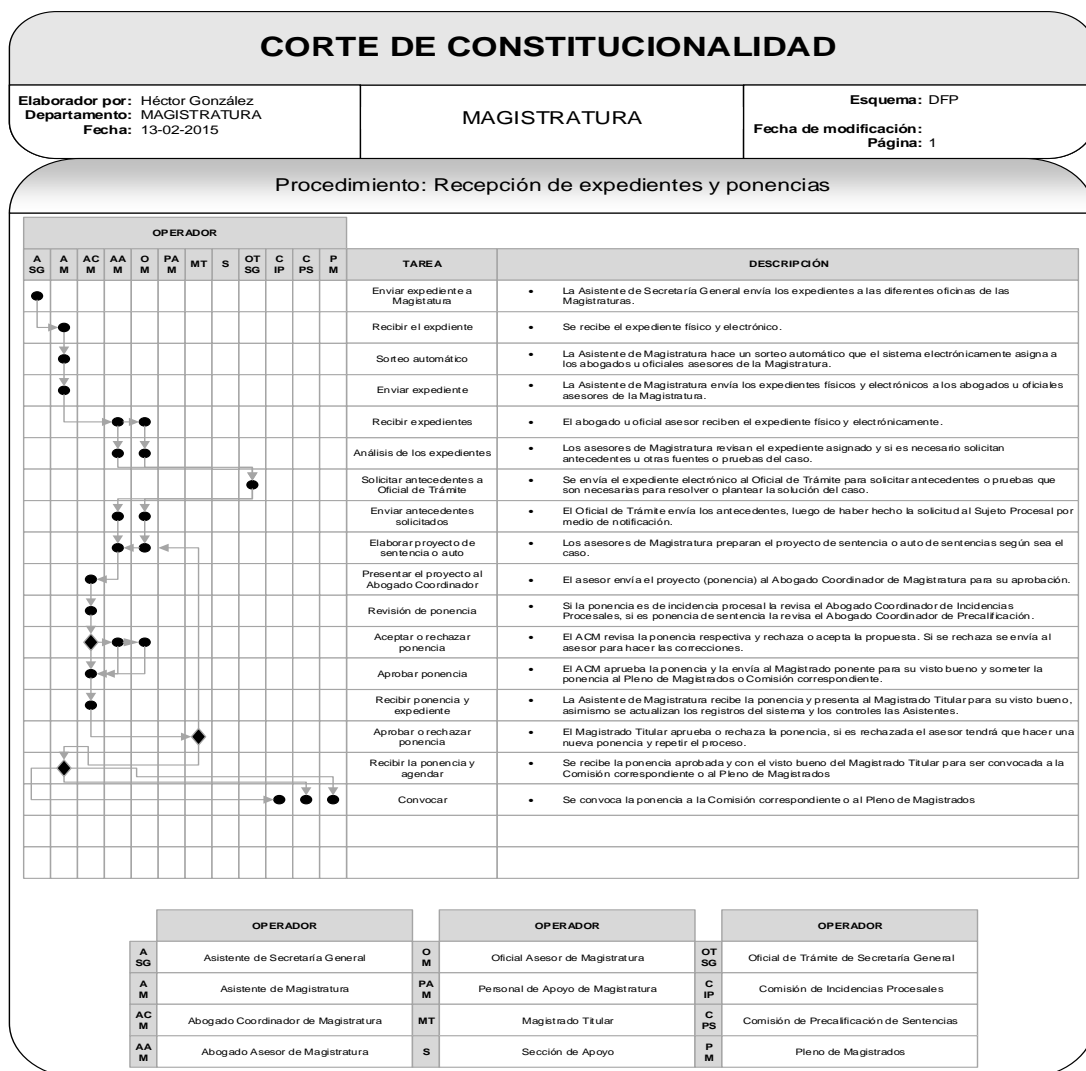 CORTE DE CONSTITUCIONALIDAD
Elaborador por: Héctor González
Departamento: MAGISTRATURA
Fecha: 13-02-2015
MAGISTRATURA
Esquema: DFP
Fecha de modificación:
Página: 1
Procedimiento: Recepción de expedientes y ponencias
OPERADOR
A SG
A M
AC M
AA M
O M
PA M
MT
S
OT SG
C IP
C PS
P M
TAREA
DESCRIPCIÓN
Enviar expediente a
Magistatura
• La Asistente de Secretaría General envía los expedientes a las diferentes oficinas de las
Magistraturas.
Recibir el expdiente
• Se recibe el expediente físico y electrónico.
Sorteo automático
• La Asistente de Magistratura hace un sorteo automático que el sistema electrónicamente asigna a
los abogados u oficiales asesores de la Magistratura.
Enviar expediente
• La Asistente de Magistratura envía los expedientes físicos y electrónicos a los abogados u oficiales
asesores de la Magistratura.
Recibir expedientes
• El abogado u oficial asesor reciben el expediente físico y electrónicamente.
Análisis de los expedientes
• Los asesores de Magistratura revisan el expediente asignado y si es necesario solicitan
antecedentes u otras fuentes o pruebas del caso.
Solicitar antecedentes a
Oficial de Trámite
• Se envía el expediente electrónico al Oficial de Trámite para solicitar antecedentes o pruebas que
son necesarias para resolver o plantear la solución del caso.
Enviar antecedentes
solicitados
• El Oficial de Trámite envía los antecedentes, luego de haber hecho la solicitud al Sujeto Procesal por
medio de notificación.
Elaborar proyecto de
sentencia o auto
• Los asesores de Magistratura preparan el proyecto de sentencia o auto de sentencias según sea el
caso.
Presentar el proyecto al
Abogado Coordinador
• El asesor envía el proyecto (ponencia) al Abogado Coordinador de Magistratura para su aprobación.
Revisión de ponencia
• Si la ponencia es de incidencia procesal la revisa el Abogado Coordinador de Incidencias
Procesales, si es ponencia de sentencia la revisa el Abogado Coordinador de Precalificación.
Aceptar o rechazar
ponencia
• El ACM revisa la ponencia respectiva y rechaza o acepta la propuesta. Si se rechaza se envía al
asesor para hacer las correcciones.
Aprobar ponencia
• El ACM aprueba la ponencia y la envía al Magistrado ponente para su visto bueno y someter la
ponencia al Pleno de Magistrados o Comisión correspondiente.
Recibir ponencia y
expediente
• La Asistente de Magistratura recibe la ponencia y presenta al Magistrado Titular para su visto bueno,
asimismo se actualizan los registros del sistema y los controles las Asistentes.
Aprobar o rechazar
ponencia
• El Magistrado Titular aprueba o rechaza la ponencia, si es rechazada el asesor tendrá que hacer una
nueva ponencia y repetir el proceso.
Recibir la ponencia y
agendar
• Se recibe la ponencia aprobada y con el visto bueno del Magistrado Titular para ser convocada a la
Comisión correspondiente o al Pleno de Magistrados
Convocar
• Se convoca la ponencia a la Comisión correspondiente o al Pleno de Magistrados
OPERADOR
OPERADOR
OPERADOR
A SG Asistente de Secretaría General
O M Oficial Asesor de Magistratura
OT SG Oficial de Trámite de Secretaría General
A M Asistente de Magistratura
PA M Personal de Apoyo de Magistratura
C IP Comisión de Incidencias Procesales
AC M Abogado Coordinador de Magistratura
MT Magistrado Titular
C PS Comisión de Precalificación de Sentencias
AA M Abogado Asesor de Magistratura
S Sección de Apoyo
P M Pleno de Magistrados